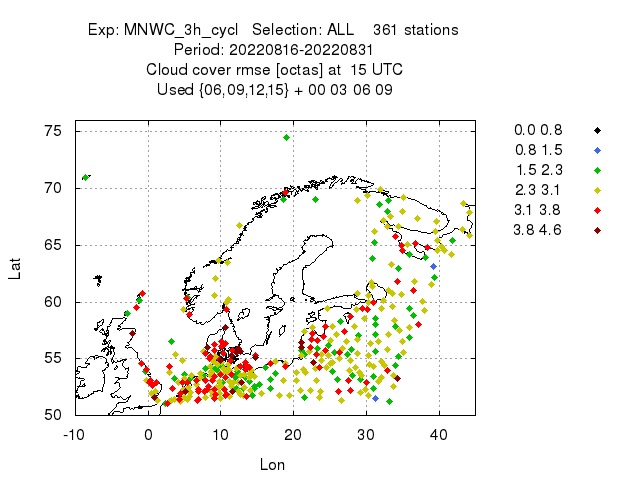 Exp: MNWC_3h_cycl Selection: ALL 361 stations
Period: 20220816-20220831
Cloud cover rmse [octas] at 15 UTC
Used {06,09,12,15} + 00 03 06 09
75
70
65
60
55
50
-10 0 10 20 30 40
Lat
Lon
0.0 0.8
0.8 1.5
1.5 2.3
2.3 3.1
3.1 3.8
3.8 4.6